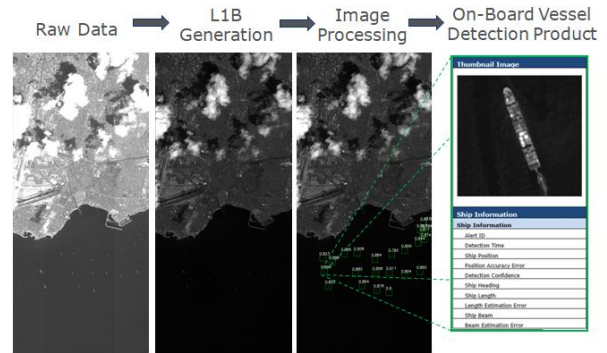 Raw Data
L1B
Generation
Image
Processing
On-Board Vessel
Detection Product
Thumbnail Image
Ship Information
Ship Information
Alert ID
Detection Time
Ship Position
Position Accuracy Error
Detection Confidence
Ship Heading
Ship Length
Length Estimation Error
Ship Beam
Beam Estimation Error